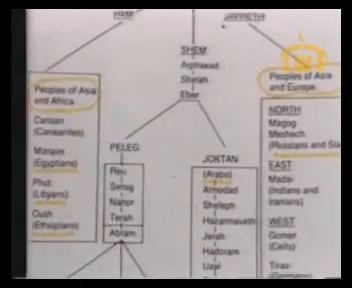 HAM
JAPHETH
SHEM
Arphaxad
Shelah
Eber
Peoples of Asia
and Africa
Canaan
(Canaanites)
Mizraim
(Egyptians)
Phut
(Libyans)
Cush
(Ethiopians)
PELEG
Reu
Serug
Nahor
Terah
Abram
JOKTAN
(Arabs)
Almodad
Sheleph
Hazarmaveth
Jerah
Hadoram
Uzal
Peoples of Asia
and Europe
NORTH
Magog
Meshech
(Russians and Sla
EAST
Madai
(Indians and
Iranians)
WEST
Gomer
(Celts)
Tiras
(Germans)